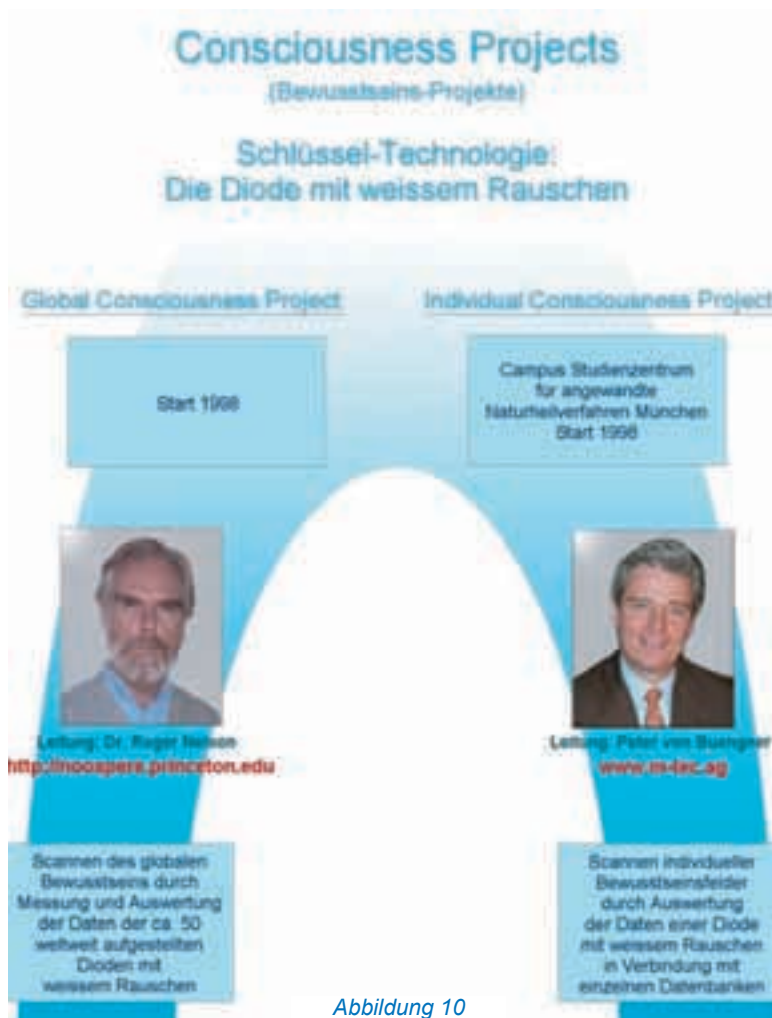 Consciousness Projects
(Bewusstseins-Projekte)
Schlüssel-Technologie:
Die Diode mit weissem Rauschen
Global Consciousness Project
Individual Consciousness Project
Start 1998
Campus Studienzentrum
für angewandte
Naturheilverfahren München
Start 1998
Leitung: Dr. Roger Nelson
http://noospere.princeton.edu
Leitung: Peter von Buengner
www.m-tec.ag
Scannen des globalen
Bewusstseins durch
Messung und Auswertung
der Daten der ca. 50
weltweit aufgestellten
Dioden mit
weissem Rauschen
Scannen individueller
Bewusstseinsfelder
durch Auswertung
der Daten einer Diode
mit weissem Rauschen
in Verbindung mit
einzelnen Datenbanken
Abbildung 10